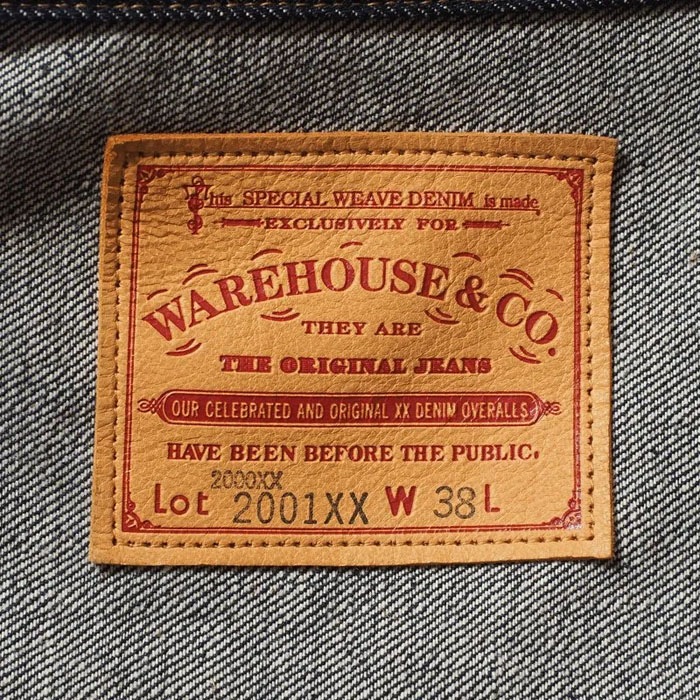 This SPECIAL WEAVE DENIM is made
EXCLUSIVELY FOR
WAREHOUSE & CO.
THEY ARE
THE ORIGINAL JEANS
OUR CELEBRATED AND ORIGINAL XX DENIM OVERALLS
HAVE BEEN BEFORE THE PUBLIC.
2000XX
Lot 2001XX W 38 L